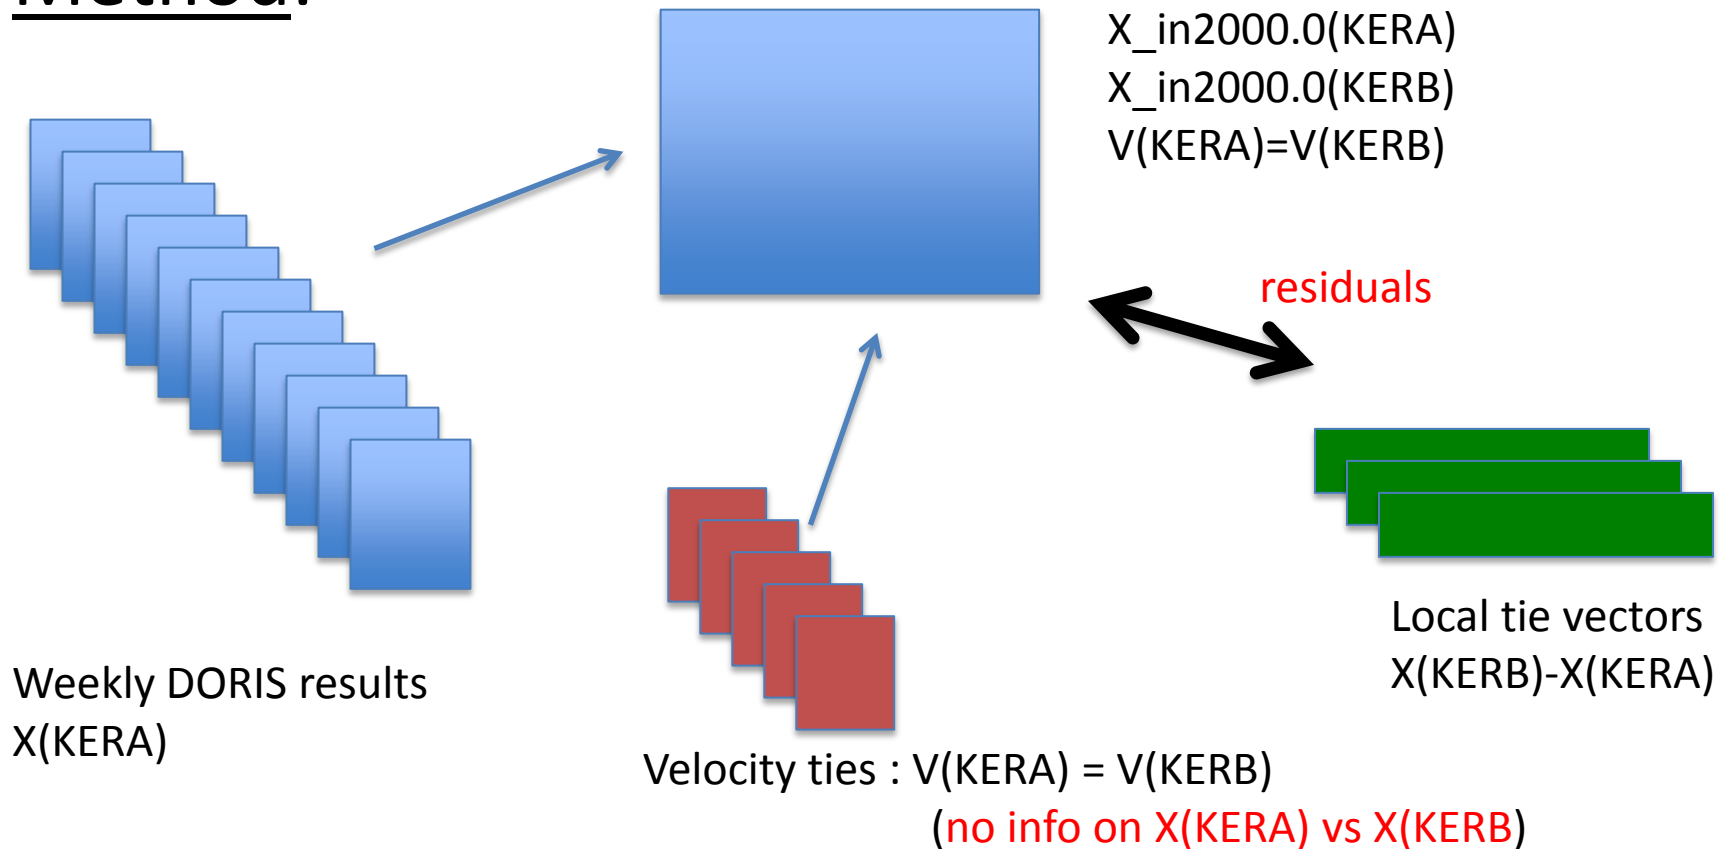 Method:
X_in2000.0(KERA)
X_in2000.0(KERB)
V(KERA)=V(KERB)
residuals
Local tie vectors
X(KERB)-X(KERA)
Weekly DORIS results
X(KERA)
Velocity ties : V(KERA) = V(KERB)
(no info on X(KERA) vs X(KERB)